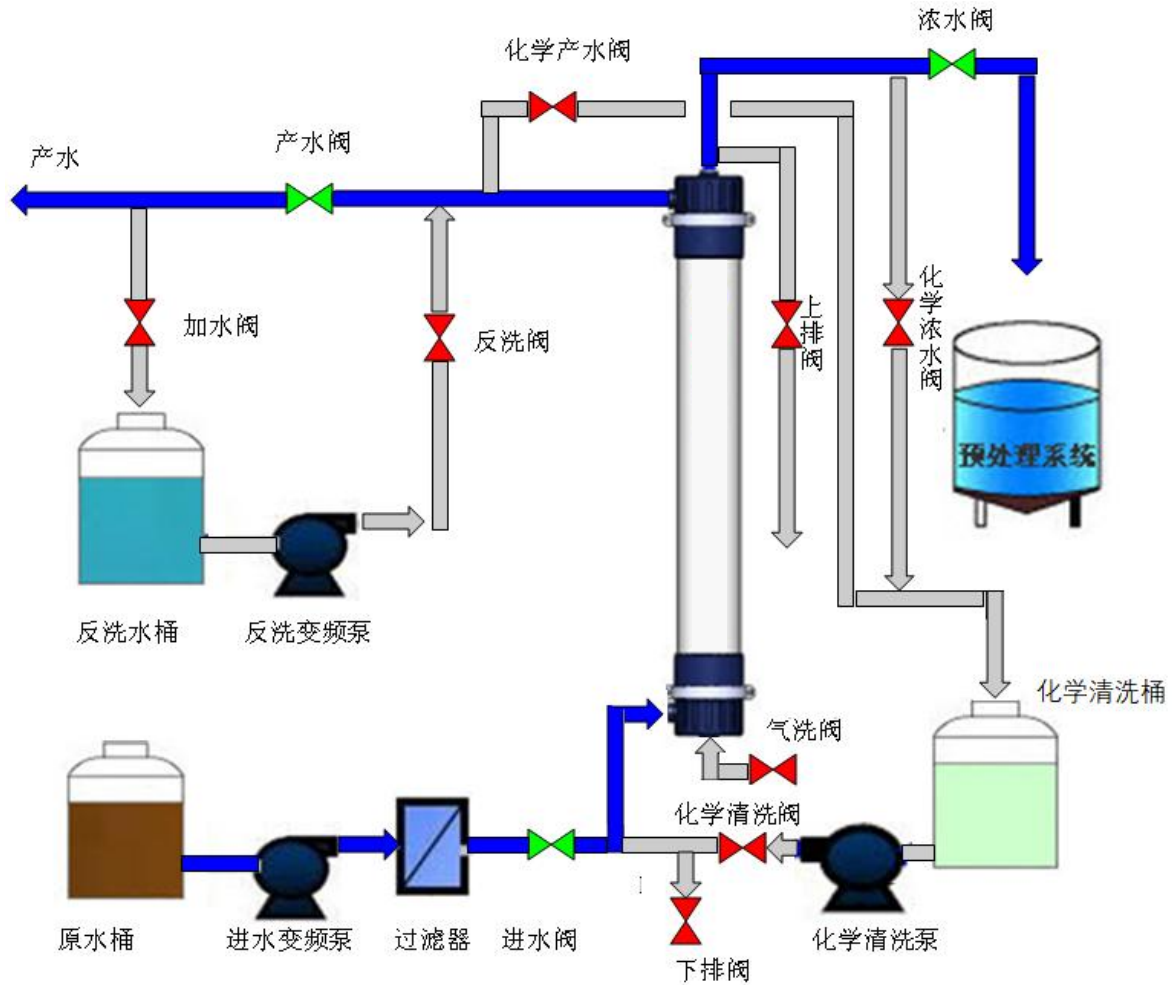 浓水阀
化学产水阀
产水阀
产水
加水阀
反洗阀
上排阀
化学浓水阀
预处理系统
反洗水桶
反洗变频泵
化学清洗桶
气洗阀
化学清洗阀
原水桶
进水变频泵
过滤器
进水阀
化学清洗泵
下排阀